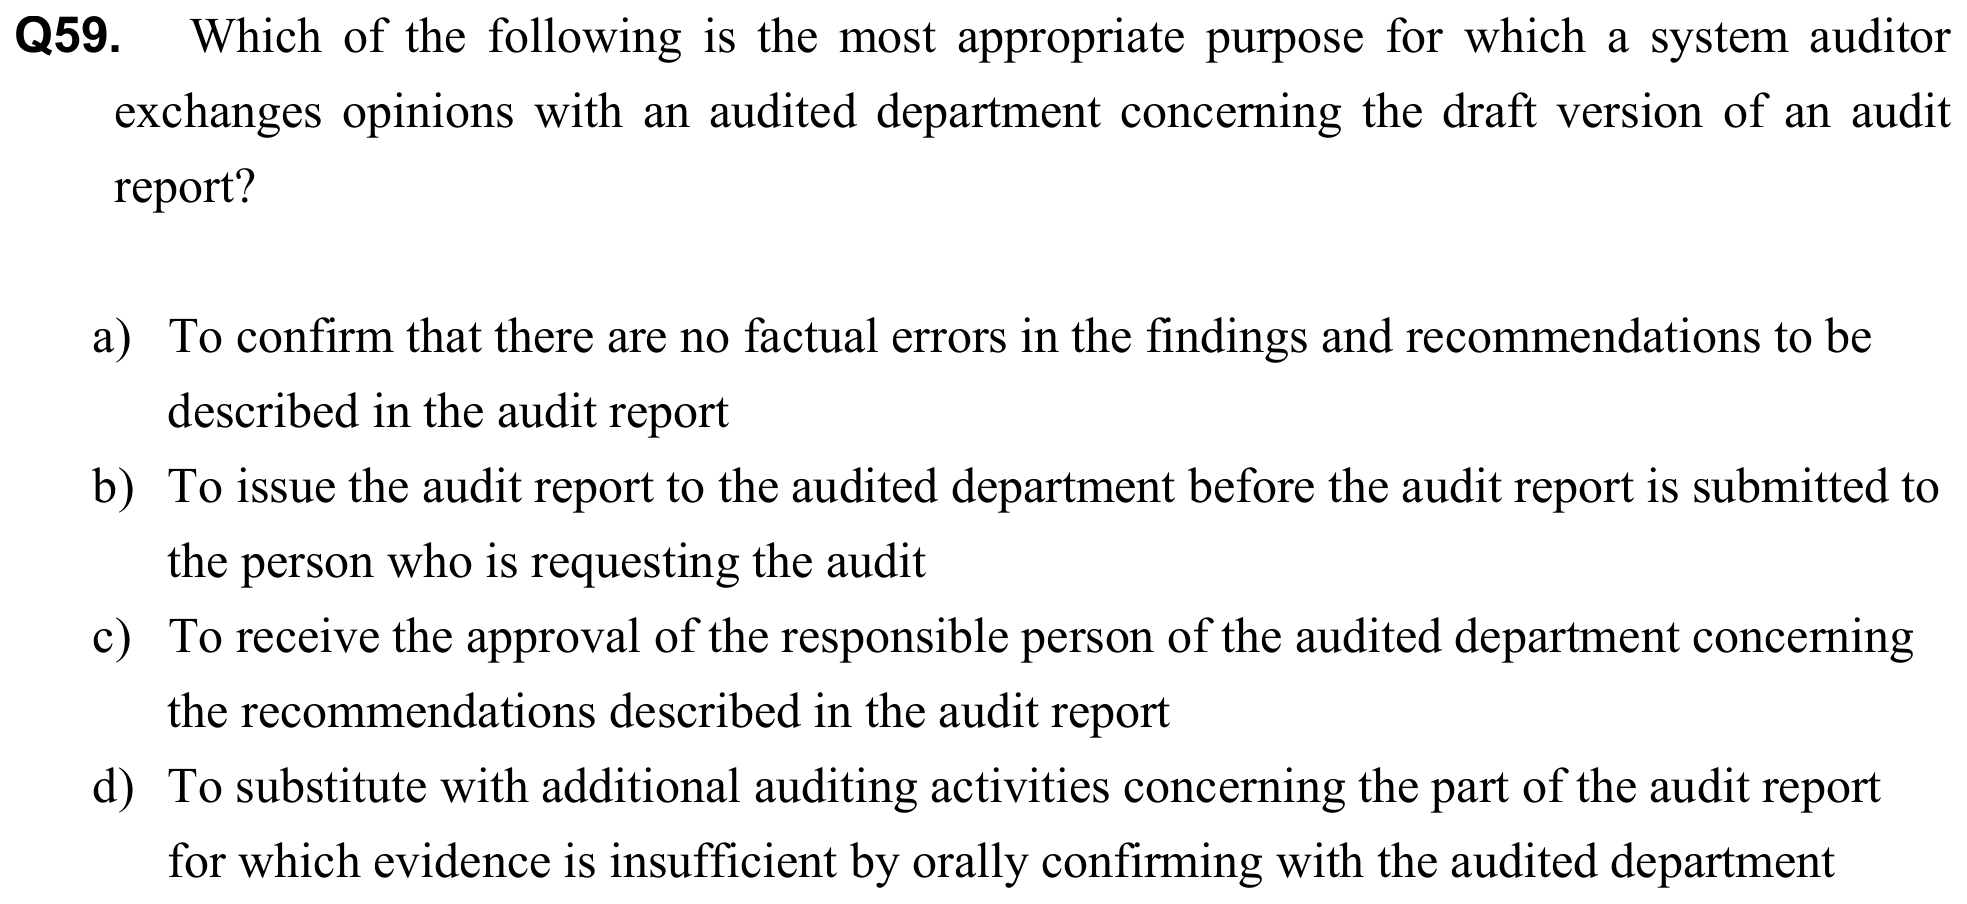 Q59. Which of the following is the most appropriate purpose for which a system auditor
exchanges opinions with an audited department concerning the draft version of an audit
report?
a) To confirm that there are no factual errors in the findings and recommendations to be
described in the audit report
b) To issue the audit report to the audited department before the audit report is submitted to
the person who is requesting the audit
c) To receive the approval of the responsible person of the audited department concerning
the recommendations described in the audit report
d) To substitute with additional auditing activities concerning the part of the audit report
for which evidence is insufficient by orally confirming with the audited department